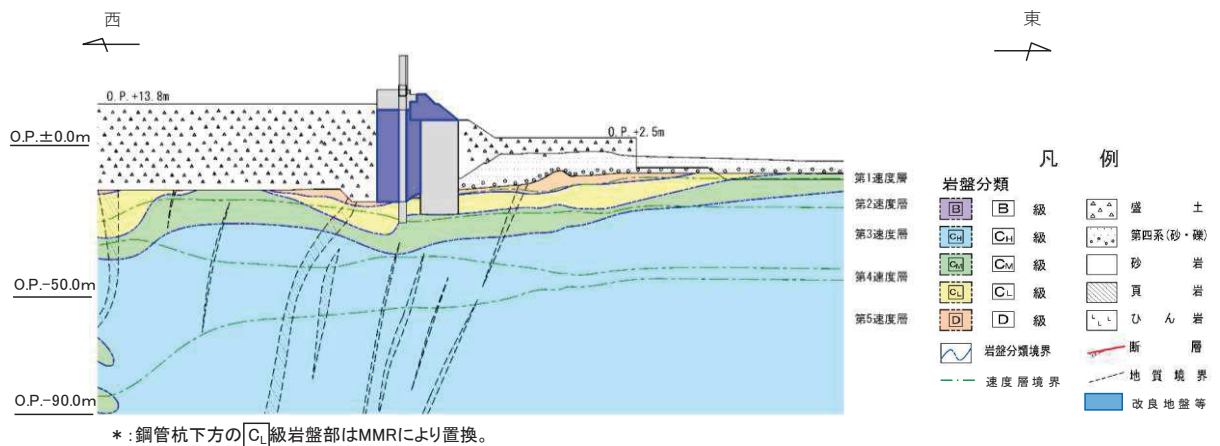 西
東
O.P.+13.8m
O.P.±0.0m
O.P.+2.5m
O.P.-50.0m
O.P.-90.0m
第1速度層
第2速度層
第3速度層
第4速度層
第5速度層
凡 例
岩盤分類
B B 級
CH CH 級
CM CM 級
CL CL 級
D D 級
岩盤分類境界
速度層境界
盛 土
第四系(砂・礫)
砂 岩
頁 岩
ひ ん 岩
断 層
地質境界
改良地盤等
*:鋼管杭下方のCL級岩盤部はMMRにより置換。